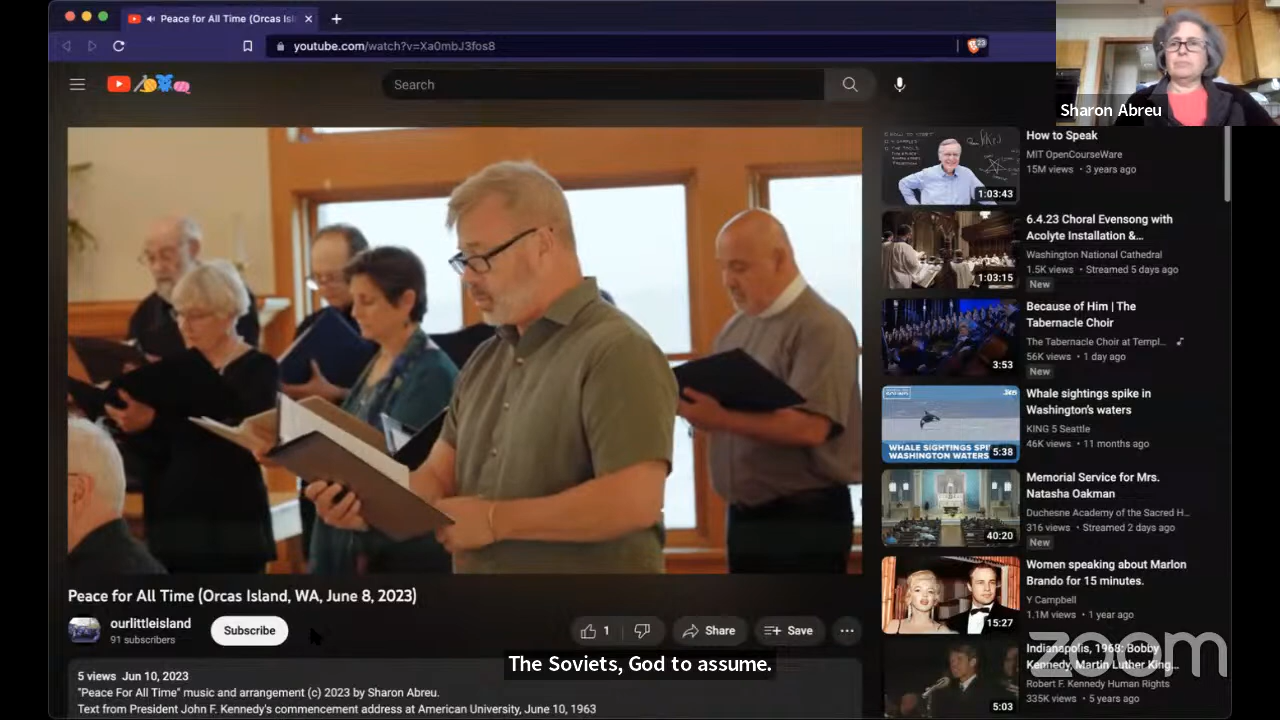 Peace for All Time (Orcas Isl
youtube.com/watch?v=Xa0mbJ3fos8
23
Search
Sharon Abreu
How to Speak
MIT OpenCourseWare
15M views • 3 years ago
1:03:43
6.4.23 Choral Evensong with
Acolyte Installation &...
Washington National Cathedral
1.5K views • Streamed 5 days ago
New
1:03:15
Because of Him | The
Tabernacle Choir
The Tabernacle Choir at Templ...
56K views • 1 day ago
New
3:53
Whale sightings spike in
Washington's waters
KING 5 Seattle
46K views • 11 months ago
WHALE SIGHTINGS SPI
WASHINGTON WATERS
5:38
Memorial Service for Mrs.
Natasha Oakman
Duchesne Academy of the Sacred H...
316 views • Streamed 2 days ago
New
40:20
Women speaking about Marlon
Brando for 15 minutes.
Y Campbell
1.1M views • 1 year ago
15:27
Indianapolis, 1968: Bobby
Kennedy, Martin Luther King...
Robert F. Kennedy Human Rights
335K views • 5 years ago
5:03
zoom
Peace for All Time (Orcas Island, WA, June 8, 2023)
ourlittleisland
91 subscribers
Subscribe
1
Share
Save
The Soviets, God to assume.
5 views Jun 10, 2023
"Peace For All Time" music and arrangement (c) 2023 by Sharon Abreu.
Text from President John F. Kennedy's commencement address at American University, June 10, 1963